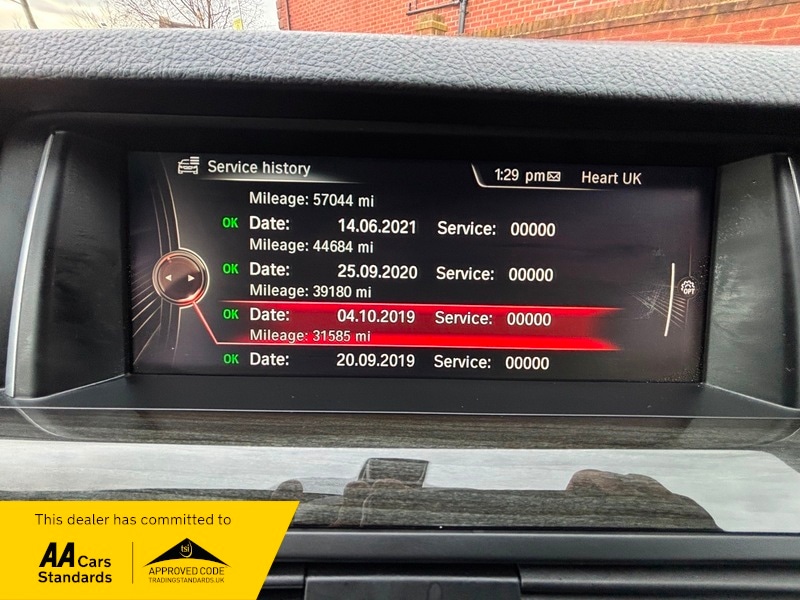 Service history
1:29 pm Heart UK
Mileage: 57044 mi
OK Date: 14.06.2021 Service: 00000
Mileage: 44684 mi
OK Date: 25.09.2020 Service: 00000
Mileage: 39180 mi
OK Date: 04.10.2019 Service: 00000
Mileage: 31585 mi
OK Date: 20.09.2019 Service: 00000
OPT
This dealer has committed to
AA Cars
Standards
tsi
APPROVED CODE
TRADINGSTANDARDS.UK